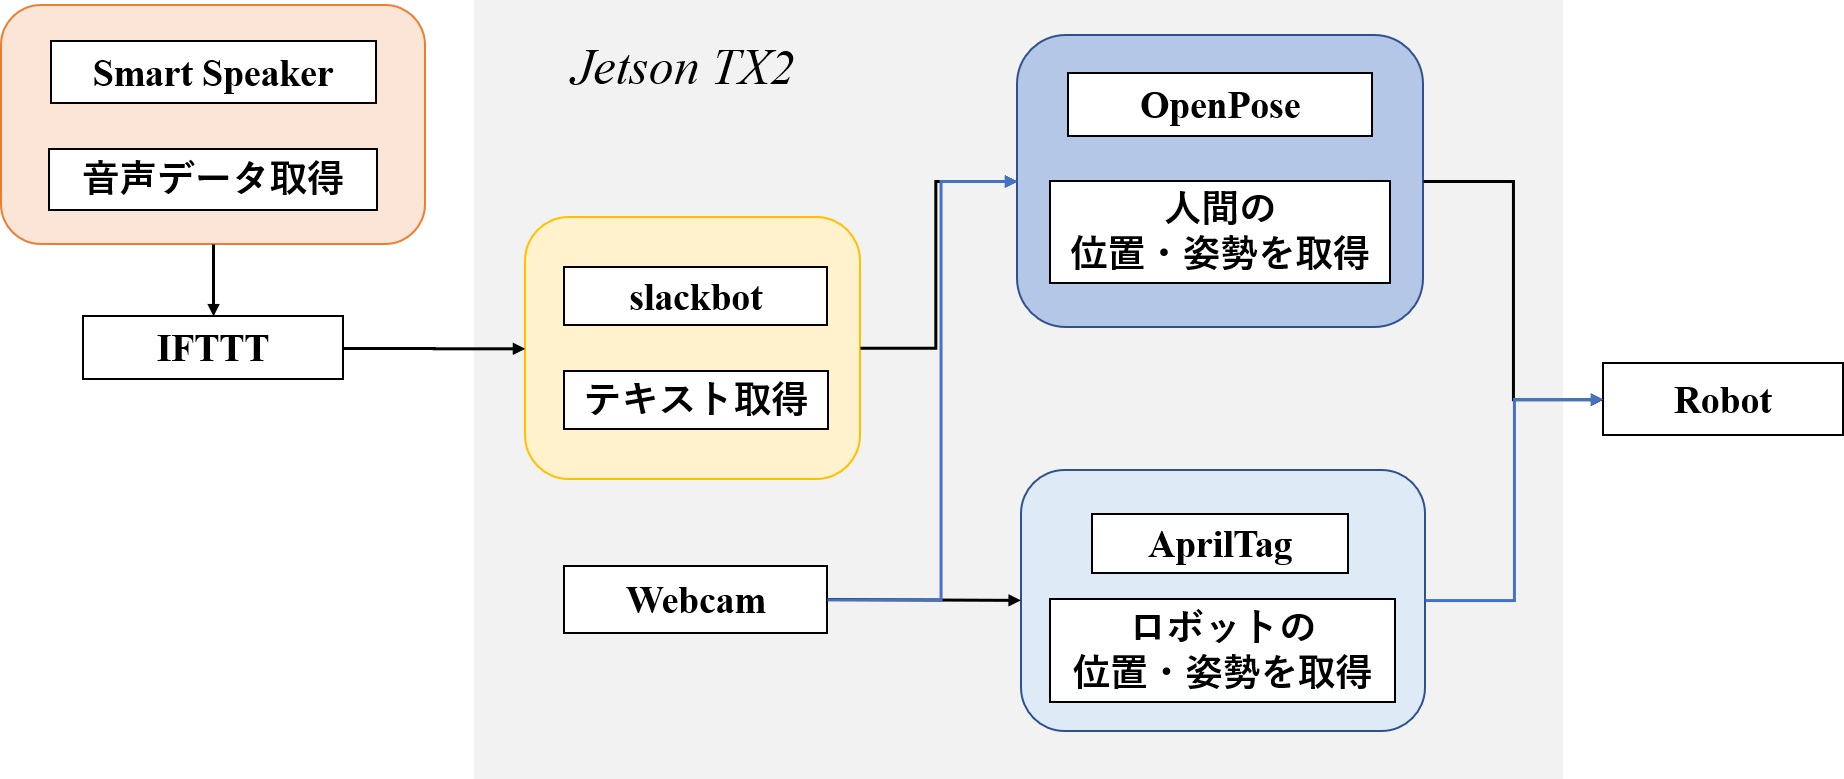 Smart Speaker
音声データ取得
IFTTT
Jetson TX2
slackbot
テキスト取得
Webcam
OpenPose
人間の
位置・姿勢を取得
AprilTag
ロボットの
位置・姿勢を取得
Robot